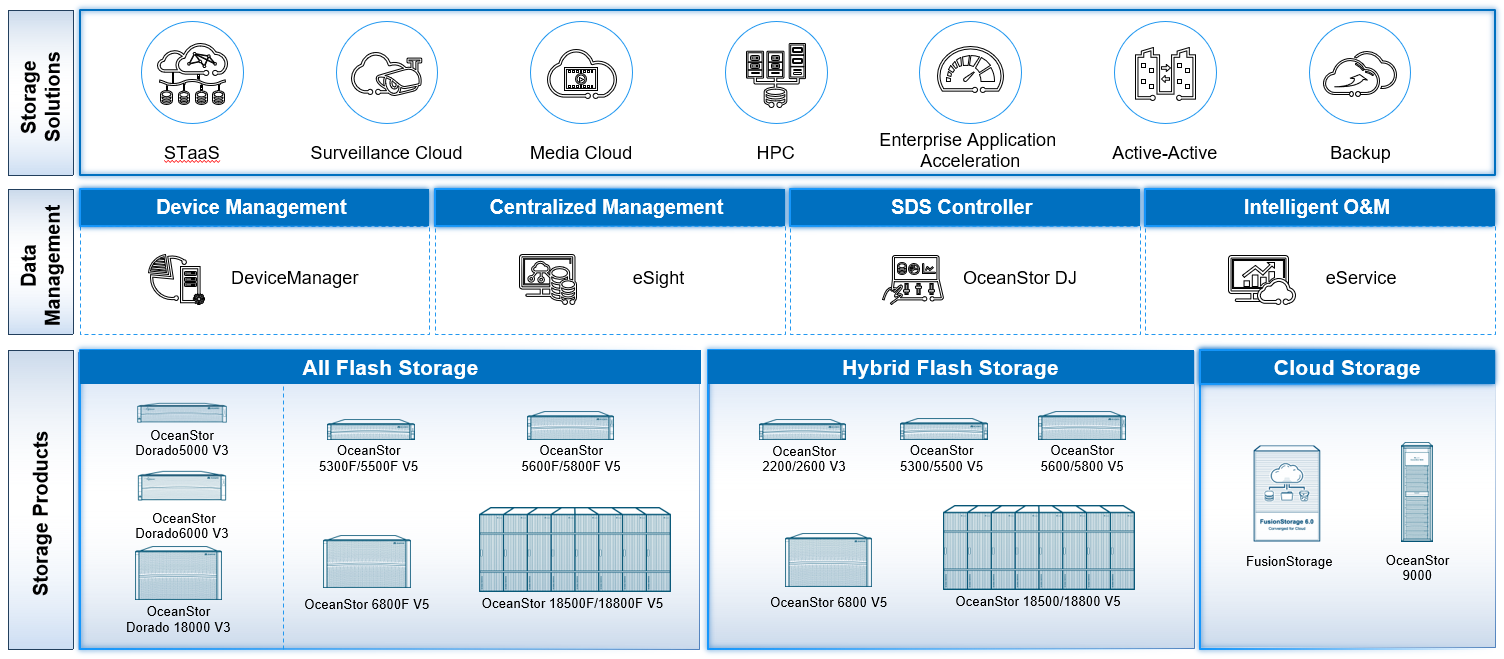 Storage
Solutions
STaaS
Surveillance Cloud
Media Cloud
HPC
Enterprise Application
Acceleration
Active-Active
Backup
Data
Management
Device Management
Centralized Management
SDS Controller
Intelligent O&M
DeviceManager
eSight
OceanStor DJ
eService
Storage Products
All Flash Storage
OceanStor
Dorado5000 V3
OceanStor
Dorado6000 V3
OceanStor
Dorado 18000 V3
OceanStor
5300F/5500F V5
OceanStor
5600F/5800F V5
OceanStor 6800F V5
OceanStor 18500F/18800F V5
Hybrid Flash Storage
OceanStor
2200/2600 V3
OceanStor
5300/5500 V5
OceanStor
5600/5800 V5
OceanStor 6800 V5
OceanStor 18500/18800 V5
Cloud Storage
FusionStorage 6.0
Converged for Cloud
FusionStorage
OceanStor
9000